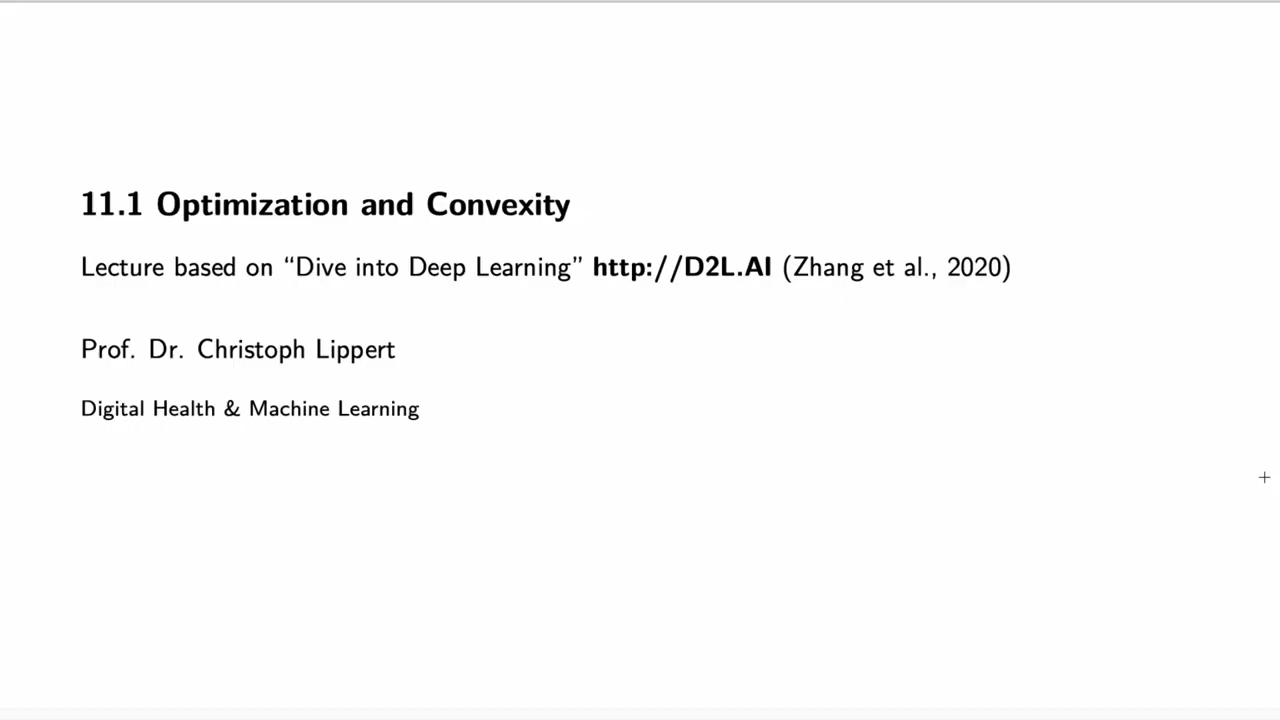 11.1 Optimization and Convexity
Lecture based on “Dive into Deep Learning” http://D2L.AI (Zhang et al., 2020)
Prof. Dr. Christoph Lippert
Digital Health & Machine Learning